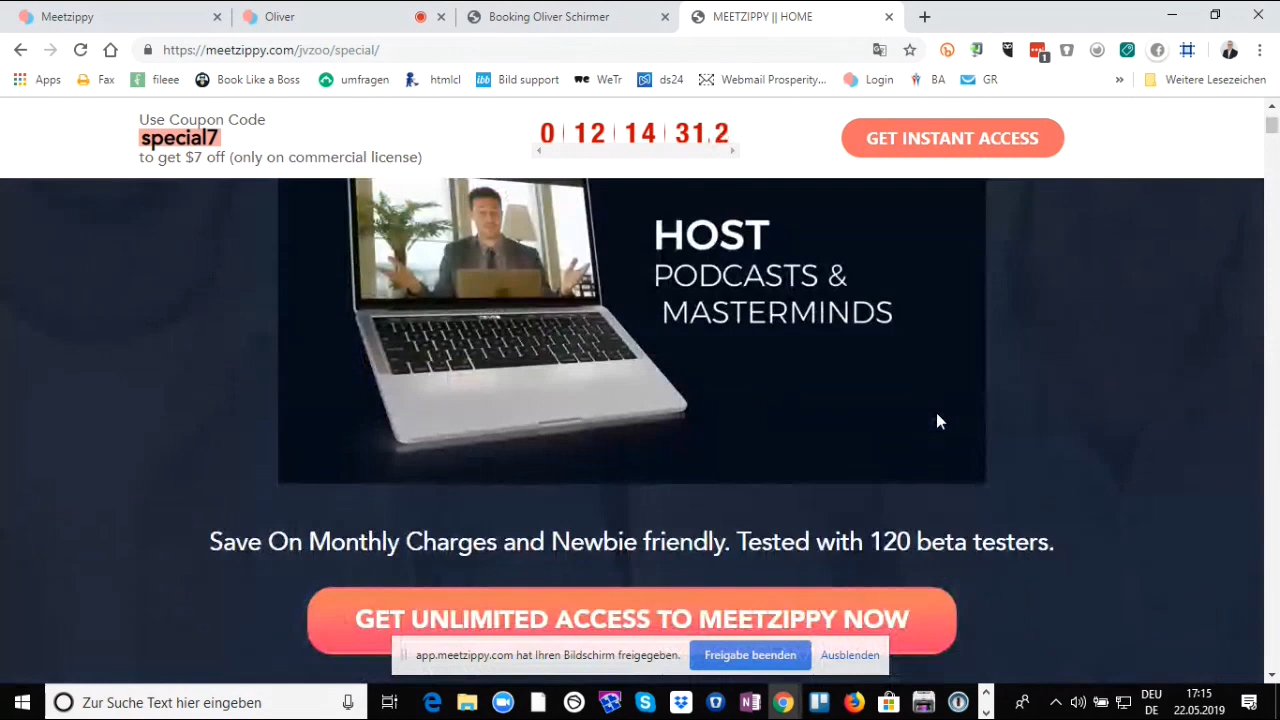 Meetzippy
Oliver
Booking Oliver Schirmer
MEETZIPPY || HOME
https://meetzippy.com/jvzoo/special/
1
Apps
Fax
fileee
Book Like a Boss
umfragen
htmlcl
Bild support
WeTr
ds24
Webmail Prosperity...
Login
BA
GR
»
Weitere Lesezeichen
Use Coupon Code
special7
to get $7 off (only on commercial license)
0 12 14 31.2
GET INSTANT ACCESS
HOST
PODCASTS &
MASTERMINDS
Save On Monthly Charges and Newbie friendly. Tested with 120 beta testers.
GET UNLIMITED ACCESS TO MEETZIPPY NOW
app.meetzippy.com hat Ihren Bildschirm freigegeben.
Freigabe beenden
Ausblenden
Zur Suche Text hier eingeben
DEU
DE
17:15
22.05.2019